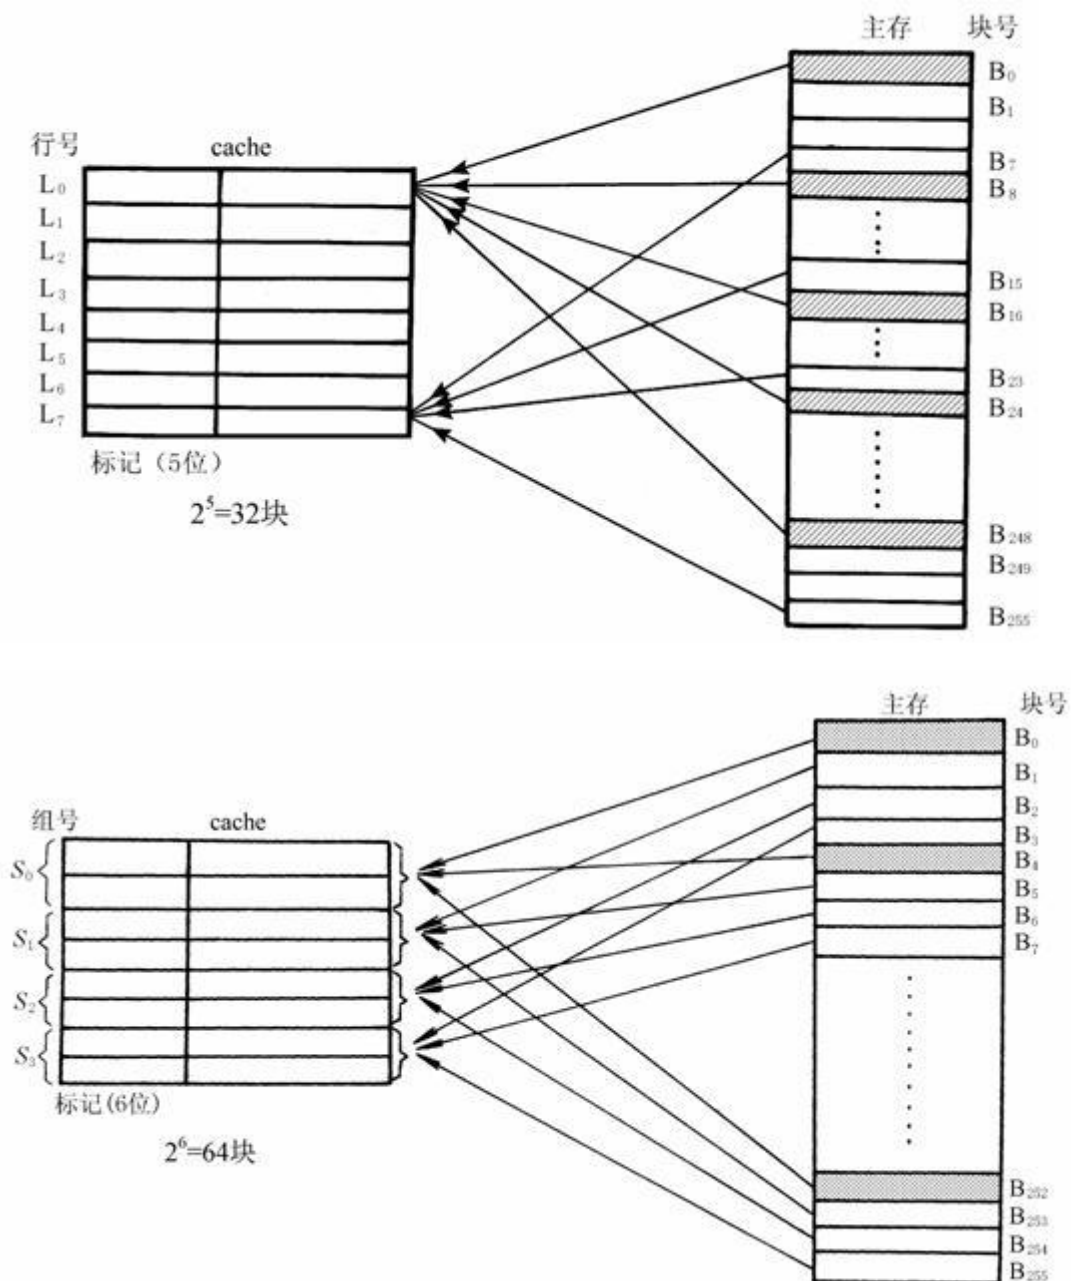 主存 块号
B₀
B₁
B₇
B₈
B₁₅
B₁₆
B₂₃
B₂₄
B₂₄₈
B₂₄₉
B₂₅₅
行号 cache
L₀
L₁
L₂
L₃
L₄
L₅
L₆
L₇
标记（5位）
2⁵=32块
主存 块号
B₀
B₁
B₂
B₃
B₄
B₅
B₆
B₇
B₂₅₂
B₂₅₃
B₂₅₄
B₂₅₅
组号 cache
S₀
S₁
S₂
S₃
标记(6位)
2⁶=64块